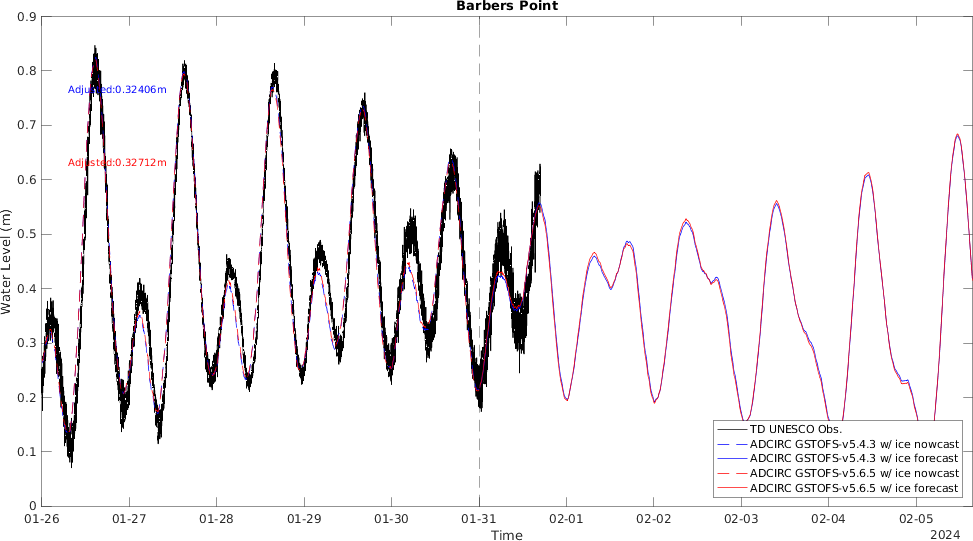 Barbers Point
0.9
0.8
0.7
0.6
0.5
0.4
0.3
0.2
0.1
0
Water Level (m)
Adjusted:0.32406m
Adjusted:0.32712m
TD UNESCO Obs.
ADCIRC GSTOFS-v5.4.3 w/ ice nowcast
ADCIRC GSTOFS-v5.4.3 w/ ice forecast
ADCIRC GSTOFS-v5.6.5 w/ ice nowcast
ADCIRC GSTOFS-v5.6.5 w/ ice forecast
01-26 01-27 01-28 01-29 01-30 01-31 02-01 02-02 02-03 02-04 02-05
Time
2024